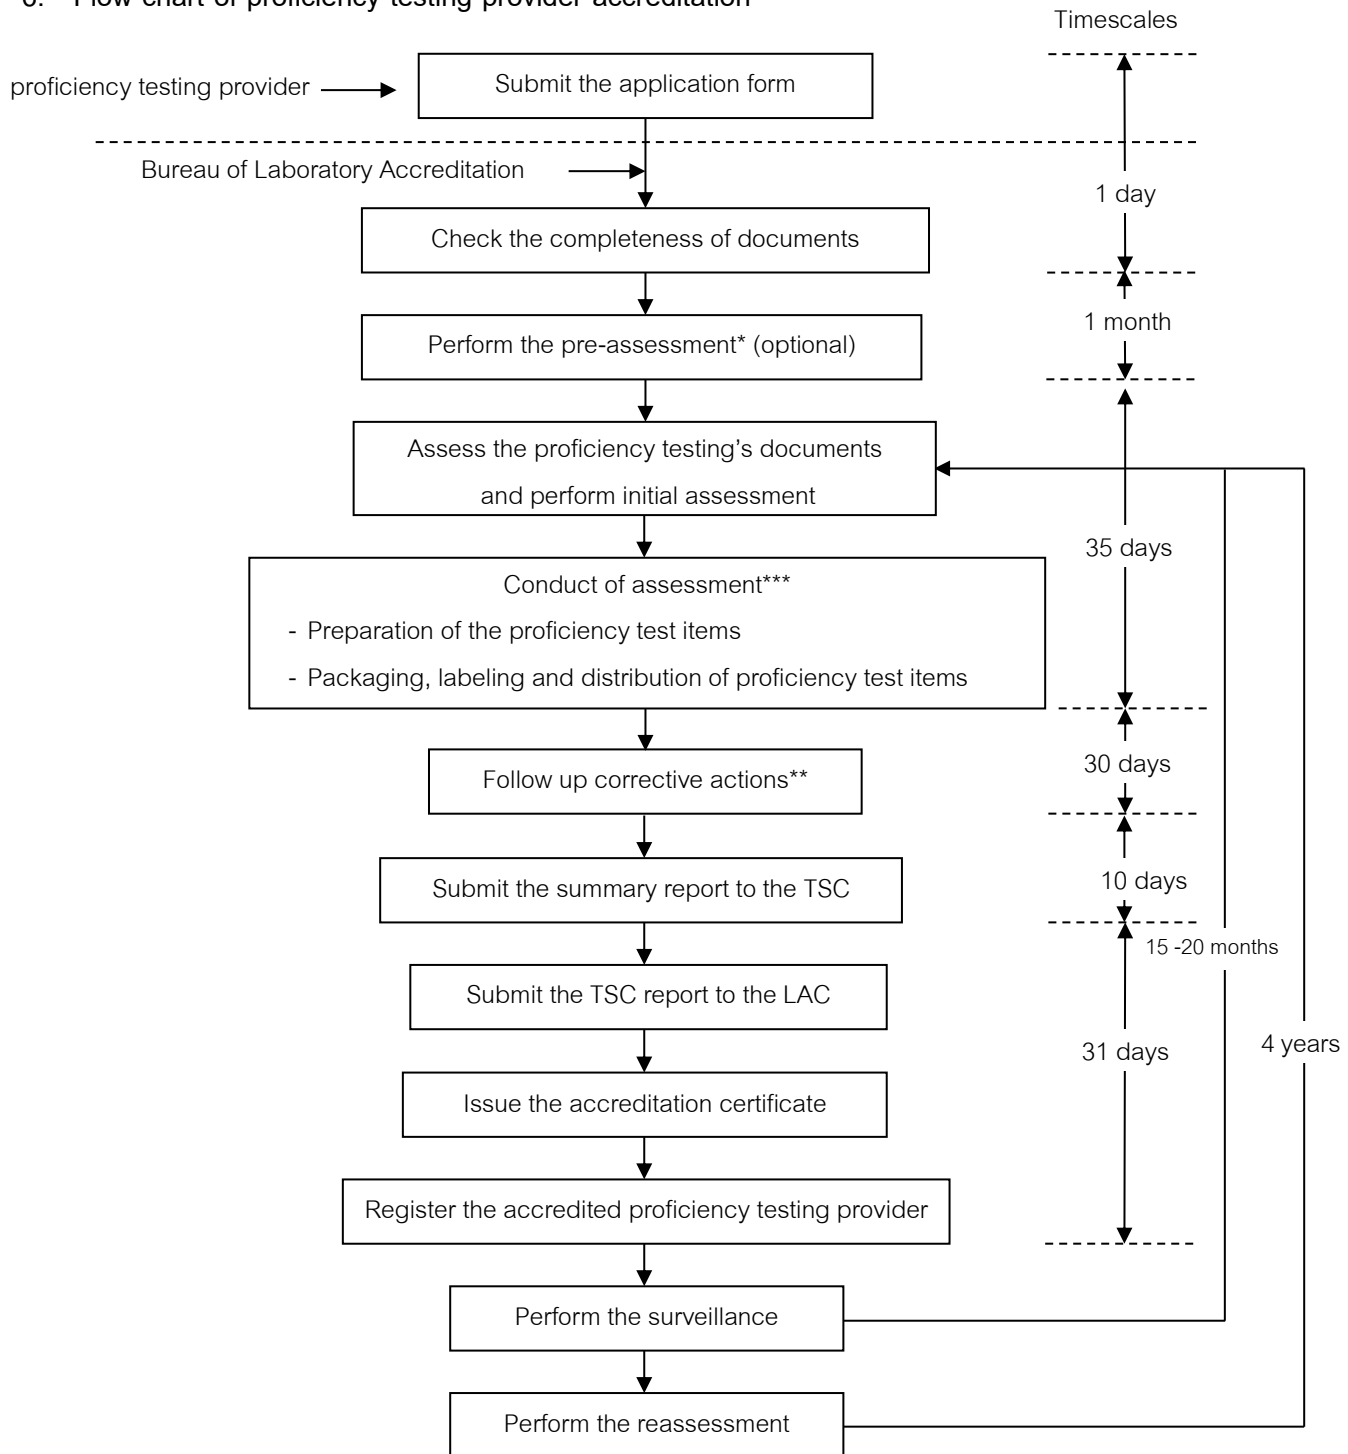 Flow chart of proficiency testing provider accreditation
Timescales
proficiency testing provider
Submit the application form
Bureau of Laboratory Accreditation
1 day
Check the completeness of documents
1 month
Perform the pre-assessment* (optional)
Assess the proficiency testing's documents
and perform initial assessment
35 days
Conduct of assessment***
- Preparation of the proficiency test items
- Packaging, labeling and distribution of proficiency test items
30 days
Follow up corrective actions**
10 days
Submit the summary report to the TSC
15 -20 months
Submit the TSC report to the LAC
4 years
31 days
Issue the accreditation certificate
Register the accredited proficiency testing provider
Perform the surveillance
Perform the reassessment